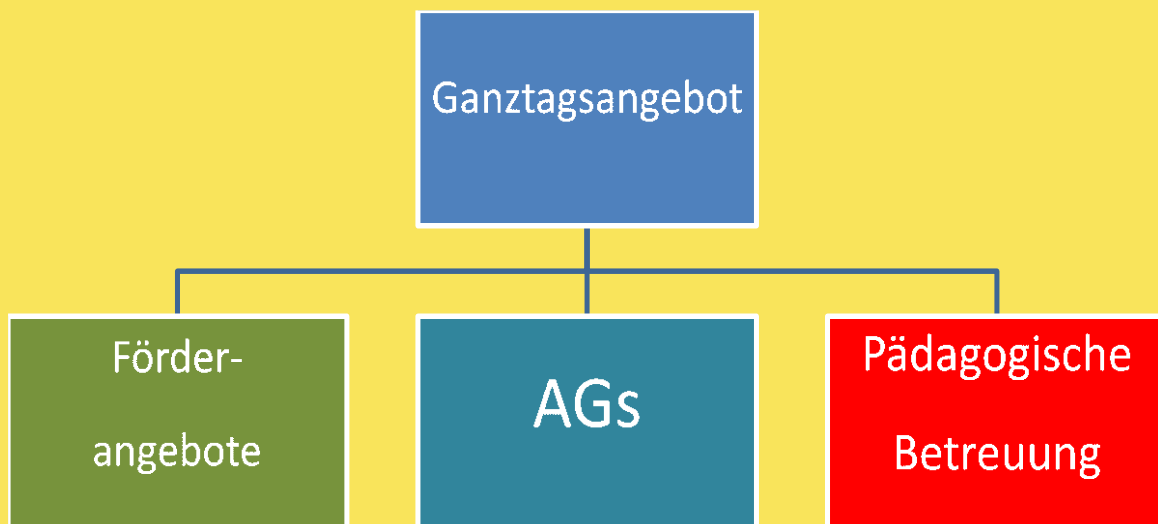 Ganztagsangebot
Förder-
angebote
AGs
Pädagogische
Betreuung